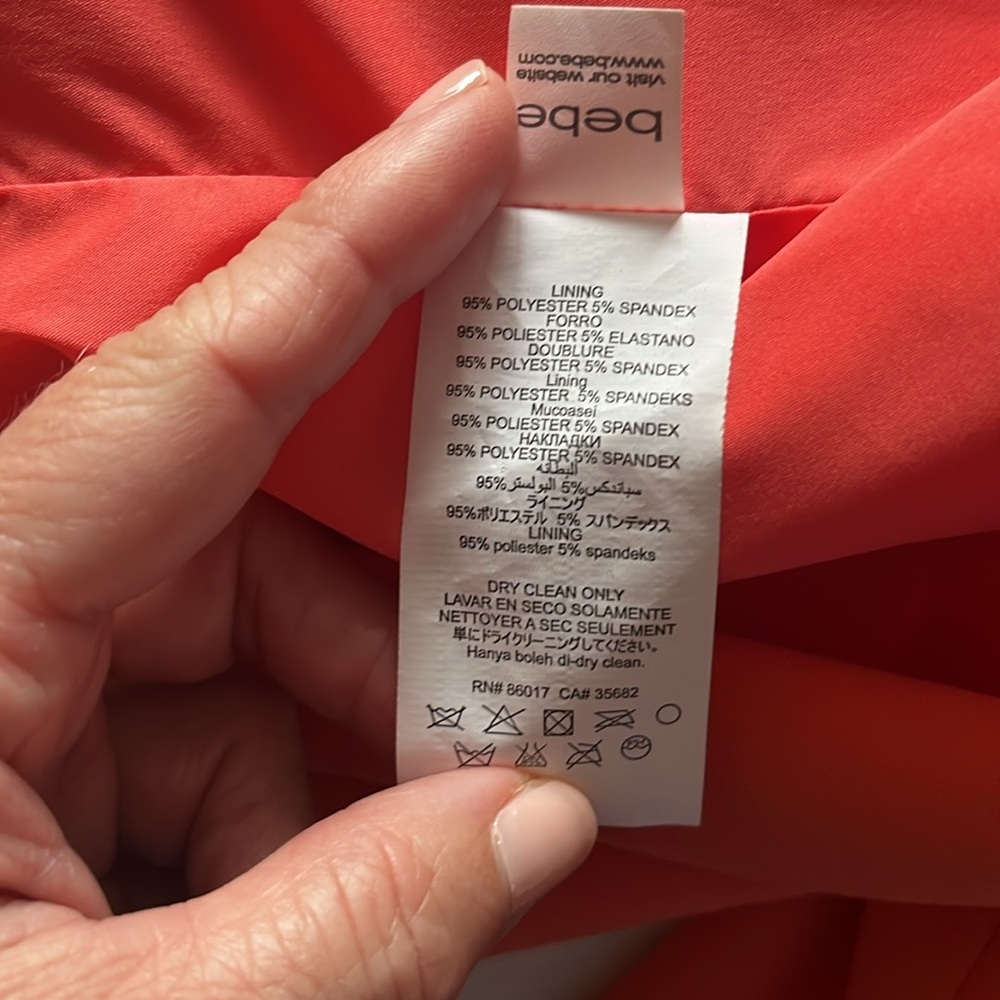 bebe
visit our website
www.bebe.com
LINING
95% POLYESTER 5% SPANDEX
FORRO
95% POLIESTER 5% ELASTANO
DOUBLURE
95% POLYESTER 5% SPANDEX
Lining
95% POLYESTER 5% SPANDEKS
Mucoasei
95% POLIESTER 5% SPANDEX
НАКЛАДКИ
95% POLYESTER 5% SPANDEX
البطانه
95% البولستر 5% سباندكس
ライニング
95%ポリエステル 5% スパンデックス
LINING
95% poliester 5% spandeks
DRY CLEAN ONLY
LAVAR EN SECO SOLAMENTE
NETTOYER A SEC SEULEMENT
単にドライクリーニングしてください。
Hanya boleh di-dry clean.
RN# 86017 CA# 35682